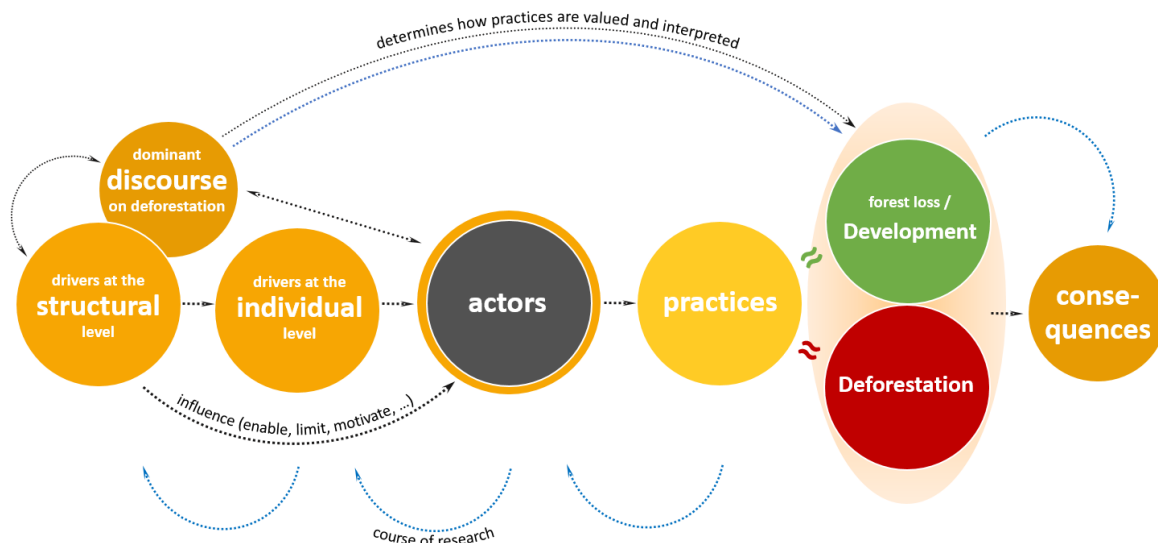 determines how practices are valued and interpreted
dominant
discourse
on deforestation
drivers at the
structural
level
drivers at the
individual
level
actors
practices
≈
≈
forest loss /
Development
Deforestation
conse-
quences
influence (enable, limit, motivate, ...)
course of research